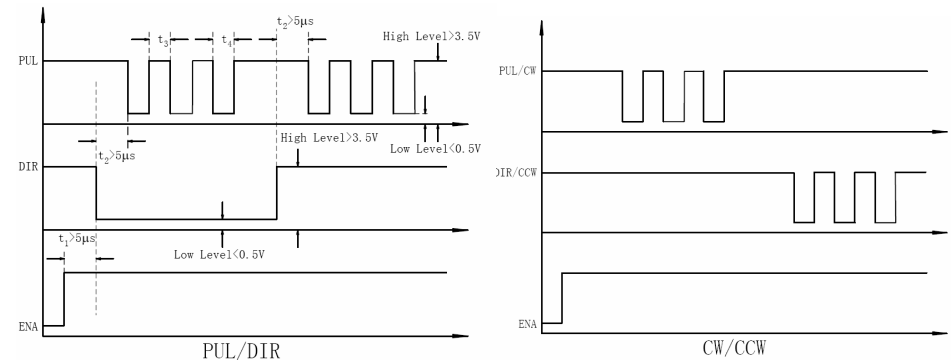 t₂>5μs
High Level>3.5V
t₃
t₄
PUL
High Level>3.5V
Low Level<0.5V
t₂>5μs
DIR
t₁>5μs
Low Level<0.5V
ENA
PUL/DIR
PUL/CW
DIR/CCW
ENA
CW/CCW